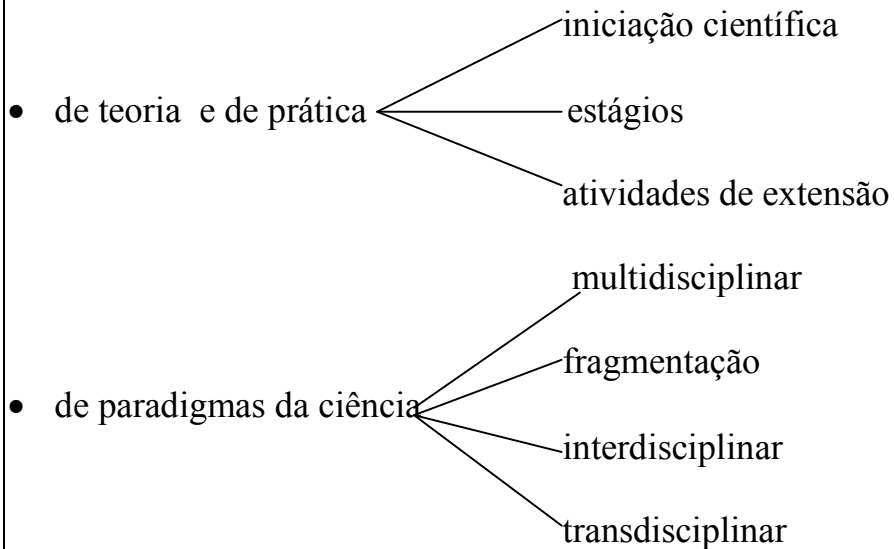 iniciação científica
• de teoria e de prática
estágios
atividades de extensão
multidisciplinar
fragmentação
• de paradigmas da ciência
interdisciplinar
transdisciplinar